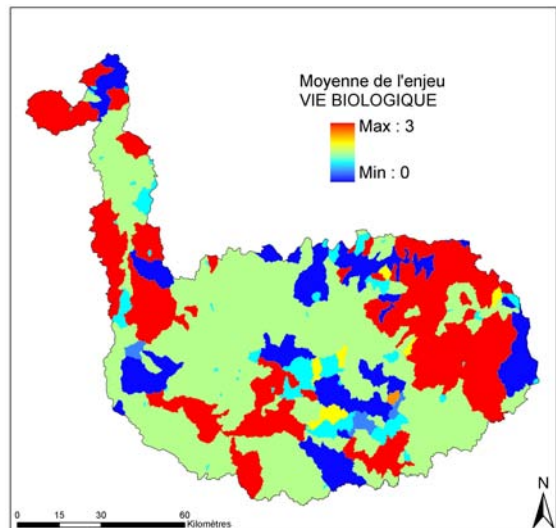 Moyenne de l'enjeu
VIE BIOLOGIQUE
Max : 3
Min : 0
N
0 15 30 60
Kilomètres